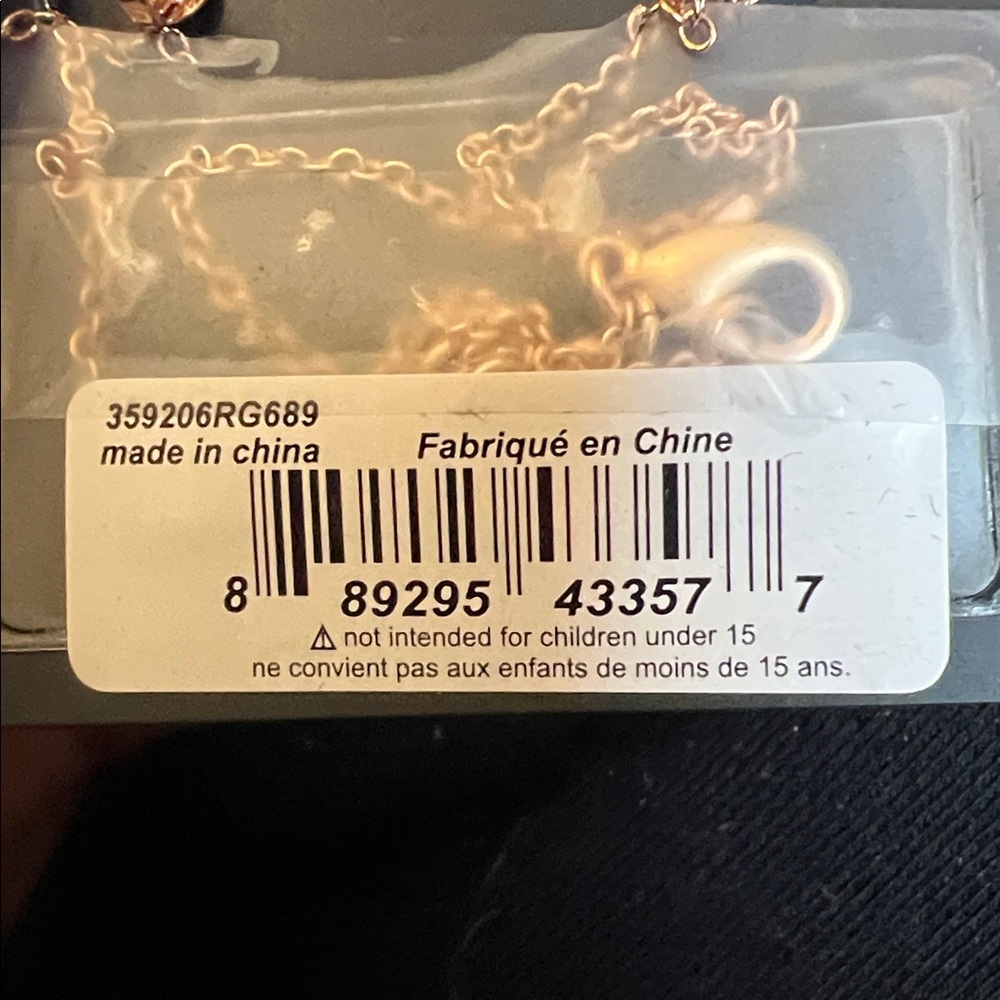 359206RG689
made in china Fabriqué en Chine
8 89295 43357 7
⚠ not intended for children under 15
ne convient pas aux enfants de moins de 15 ans.